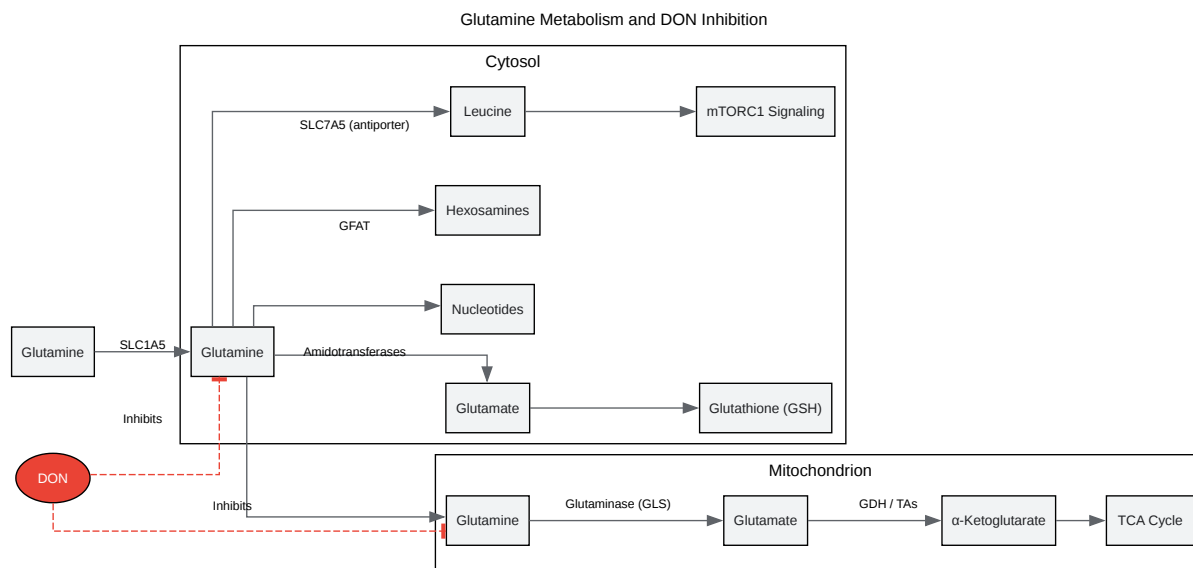 Glutamine Metabolism and DON Inhibition
Cytosol
Leucine
mTORC1 Signaling
SLC7A5 (antiporter)
Hexosamines
GFAT
Nucleotides
Glutamine
SLC1A5
Glutamine
Amidotransferases
Glutamate
Glutathione (GSH)
Inhibits
DON
Mitochondrion
Inhibits
Glutamine
Glutaminase (GLS)
Glutamate
GDH / TAs
α-Ketoglutarate
TCA Cycle